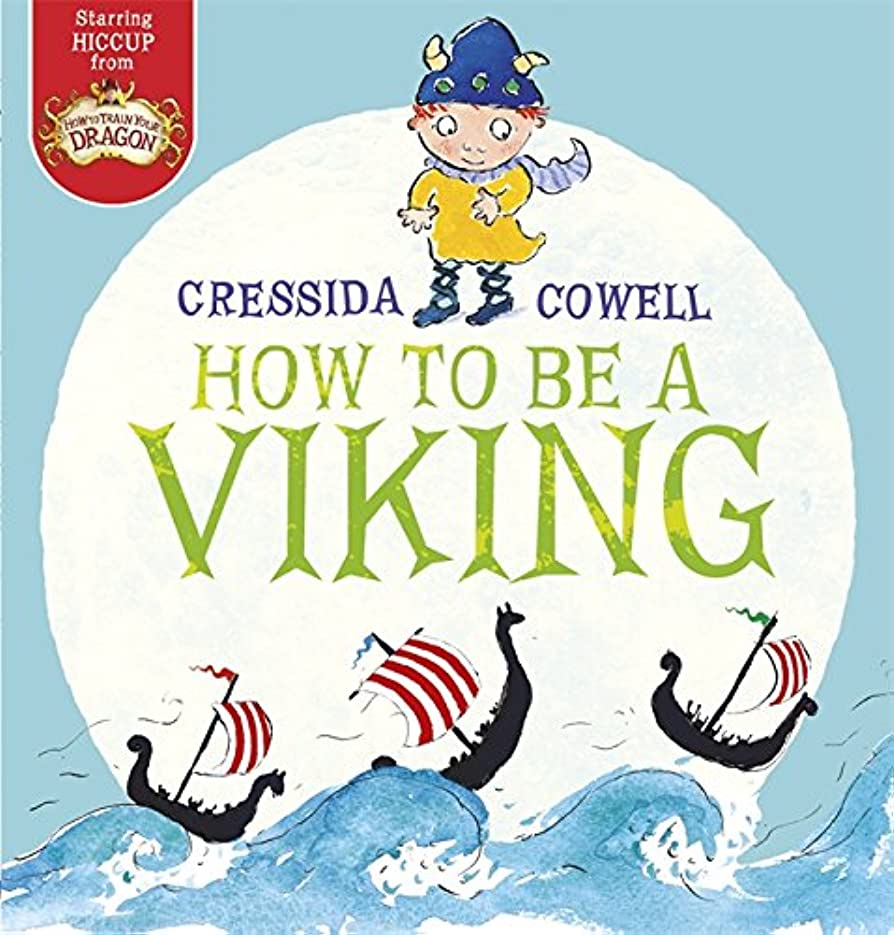 Starring
HICCUP
from
HOW TO TRAIN YOUR
DRAGON
CRESSIDA COWELL
HOW TO BE A
VIKING